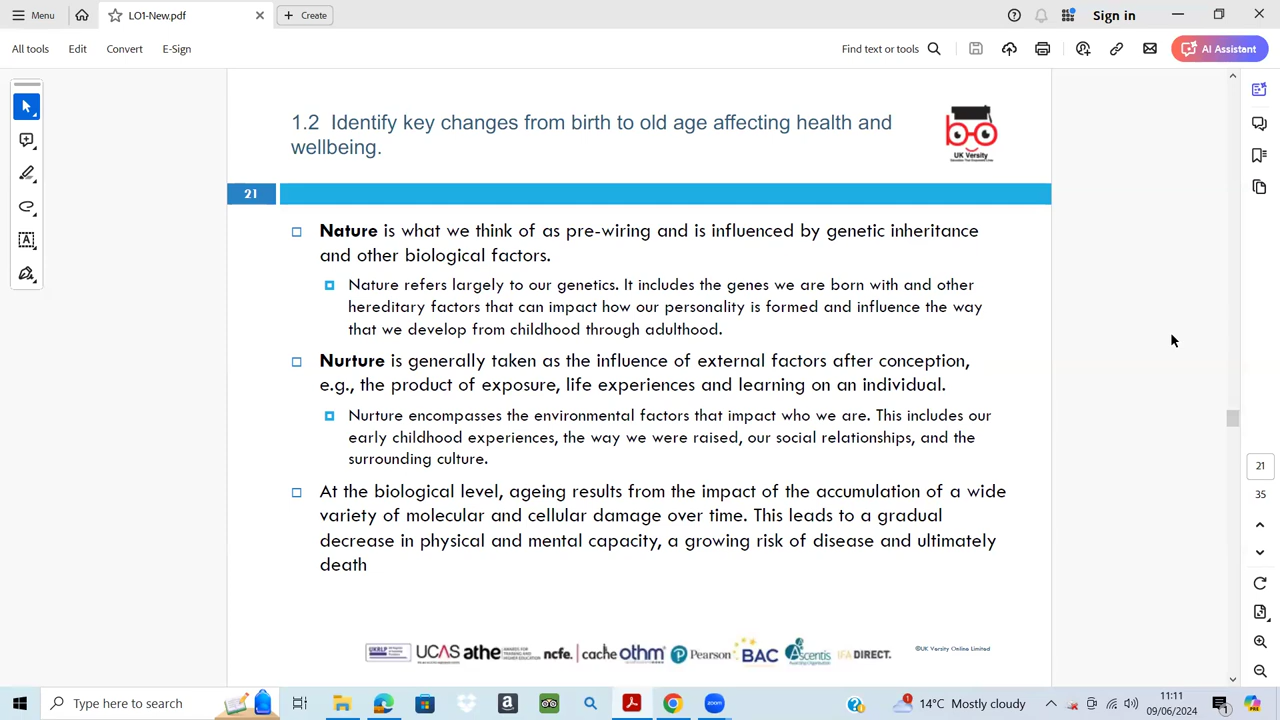 Menu
LO1-New.pdf
Create
Sign in
All tools
Edit
Convert
E-Sign
Find text or tools
AI Assistant
1.2 Identify key changes from birth to old age affecting health and
wellbeing.
UK Versity
21
Nature is what we think of as pre-wiring and is influenced by genetic inheritance
and other biological factors.
Nature refers largely to our genetics. It includes the genes we are born with and other
hereditary factors that can impact how our personality is formed and influence the way
that we develop from childhood through adulthood.
Nurture is generally taken as the influence of external factors after conception,
e.g., the product of exposure, life experiences and learning on an individual.
Nurture encompasses the environmental factors that impact who we are. This includes our
early childhood experiences, the way we were raised, our social relationships, and the
surrounding culture.
At the biological level, ageing results from the impact of the accumulation of a wide
variety of molecular and cellular damage over time. This leads to a gradual
decrease in physical and mental capacity, a growing risk of disease and ultimately
death
UKRLP
UCAS
athe
ncfe.
cache
othm
Pearson
BAC
Ascentis
IFA DIRECT.
©UK Versity Online Limited
21
35
Type here to search
14°C Mostly cloudy
11:11
09/06/2024